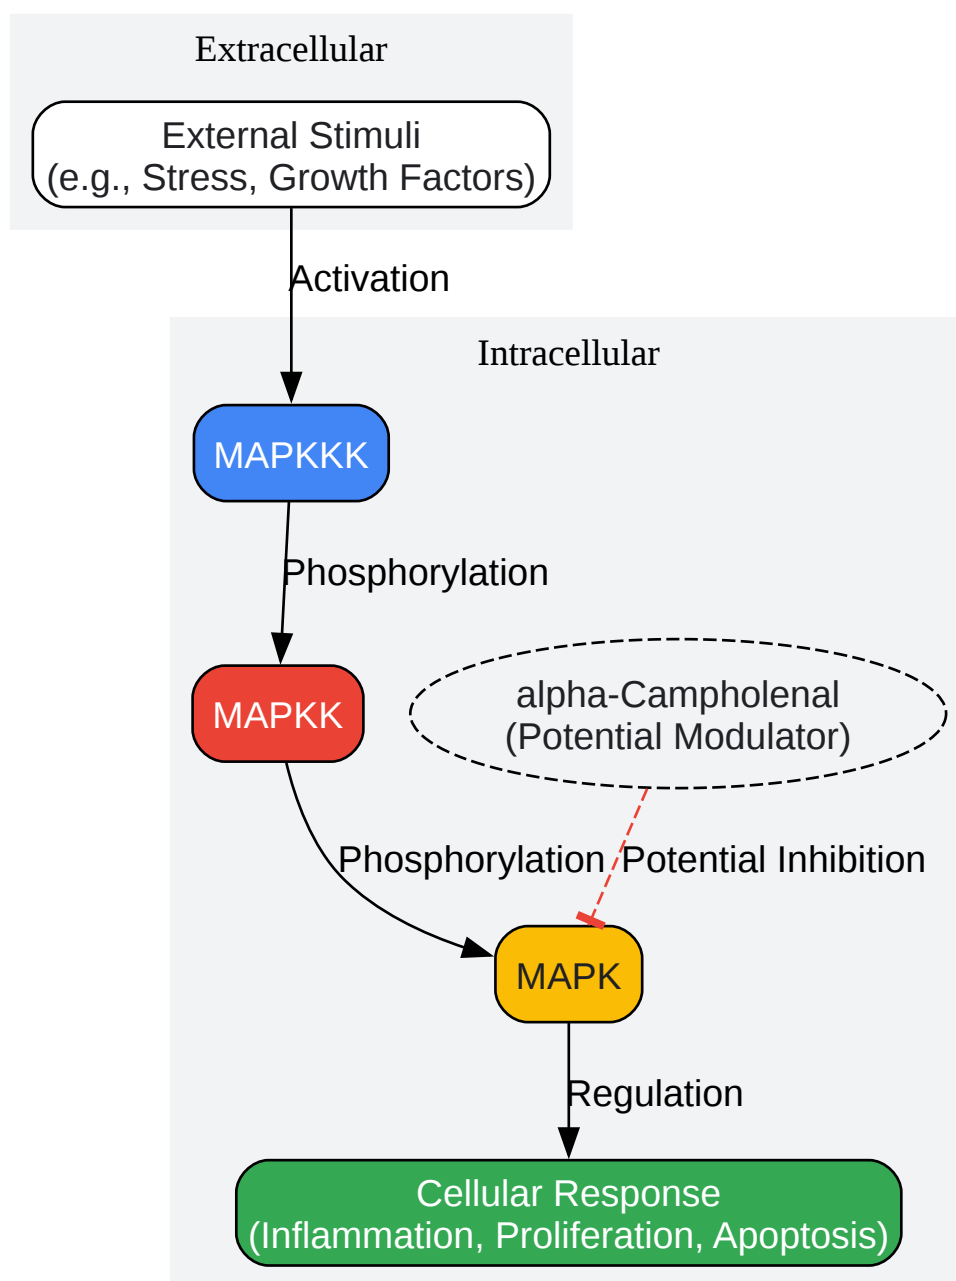 Extracellular
External Stimuli
(e.g., Stress, Growth Factors)
Activation
Intracellular
MAPKKK
Phosphorylation
MAPKK
alpha-Campholenal
(Potential Modulator)
Phosphorylation
Potential Inhibition
MAPK
Regulation
Cellular Response
(Inflammation, Proliferation, Apoptosis)